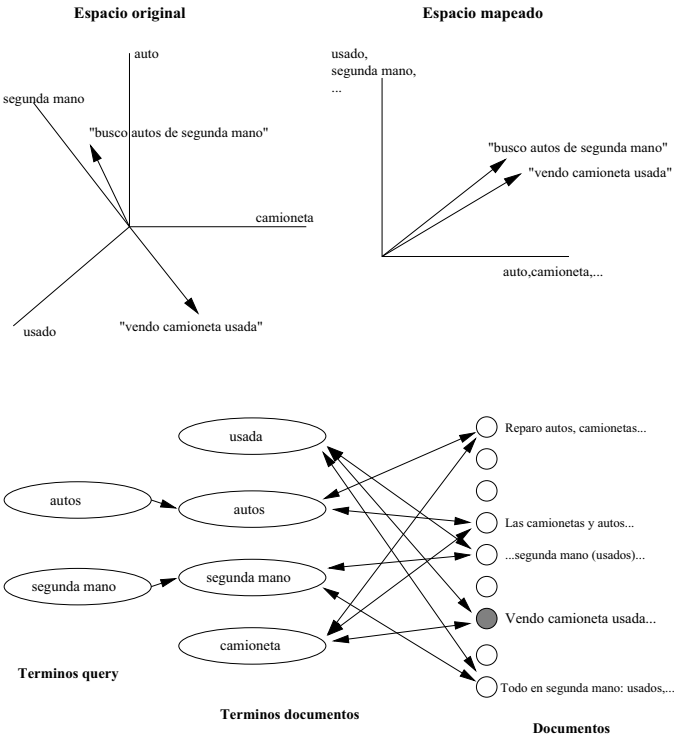 Espacio original
Espacio mapeado
auto
segunda mano
"busco autos de segunda mano"
camioneta
usado
"vendo camioneta usada"
usado,
segunda mano,
...
"busco autos de segunda mano"
"vendo camioneta usada"
auto,camioneta,...
autos
segunda mano
Terminos query
usada
autos
segunda mano
camioneta
Terminos documentos
Reparo autos, camionetas...
Las camionetas y autos...
...segunda mano (usados)...
Vendo camioneta usada...
Todo en segunda mano: usados,...
Documentos